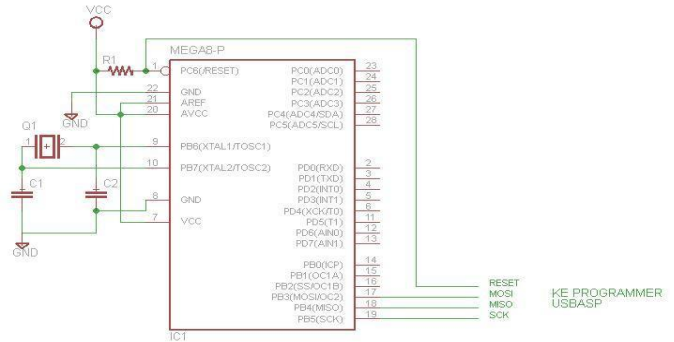 VCC
MEGA8-P
R1
1 PC6(/RESET) PC0(ADC0) 23
PC1(ADC1) 24
22 GND PC2(ADC2) 25
21 AREF PC3(ADC3) 26
20 AVCC PC4(ADC4/SDA) 27
PC5(ADC5/SCL) 28
GND
Q1
1 2
9 PB6(XTAL1/TOSC1)
10 PB7(XTAL2/TOSC2) PD0(RXD) 2
PD1(TXD) 3
C1 C2
PD2(INT0) 4
8 GND PD3(INT1) 5
PD4(XCK/T0) 6
7 VCC PD5(T1) 11
PD6(AIN0) 12
PD7(AIN1) 13
GND
PB0(ICP) 14
PB1(OC1A) 15
PB2(SS/OC1B) 16
PB3(MOSI/OC2) 17
PB4(MISO) 18
PB5(SCK) 19
RESET
MOSI
MISO
SCK
KE PROGRAMMER
USBASP
IC1